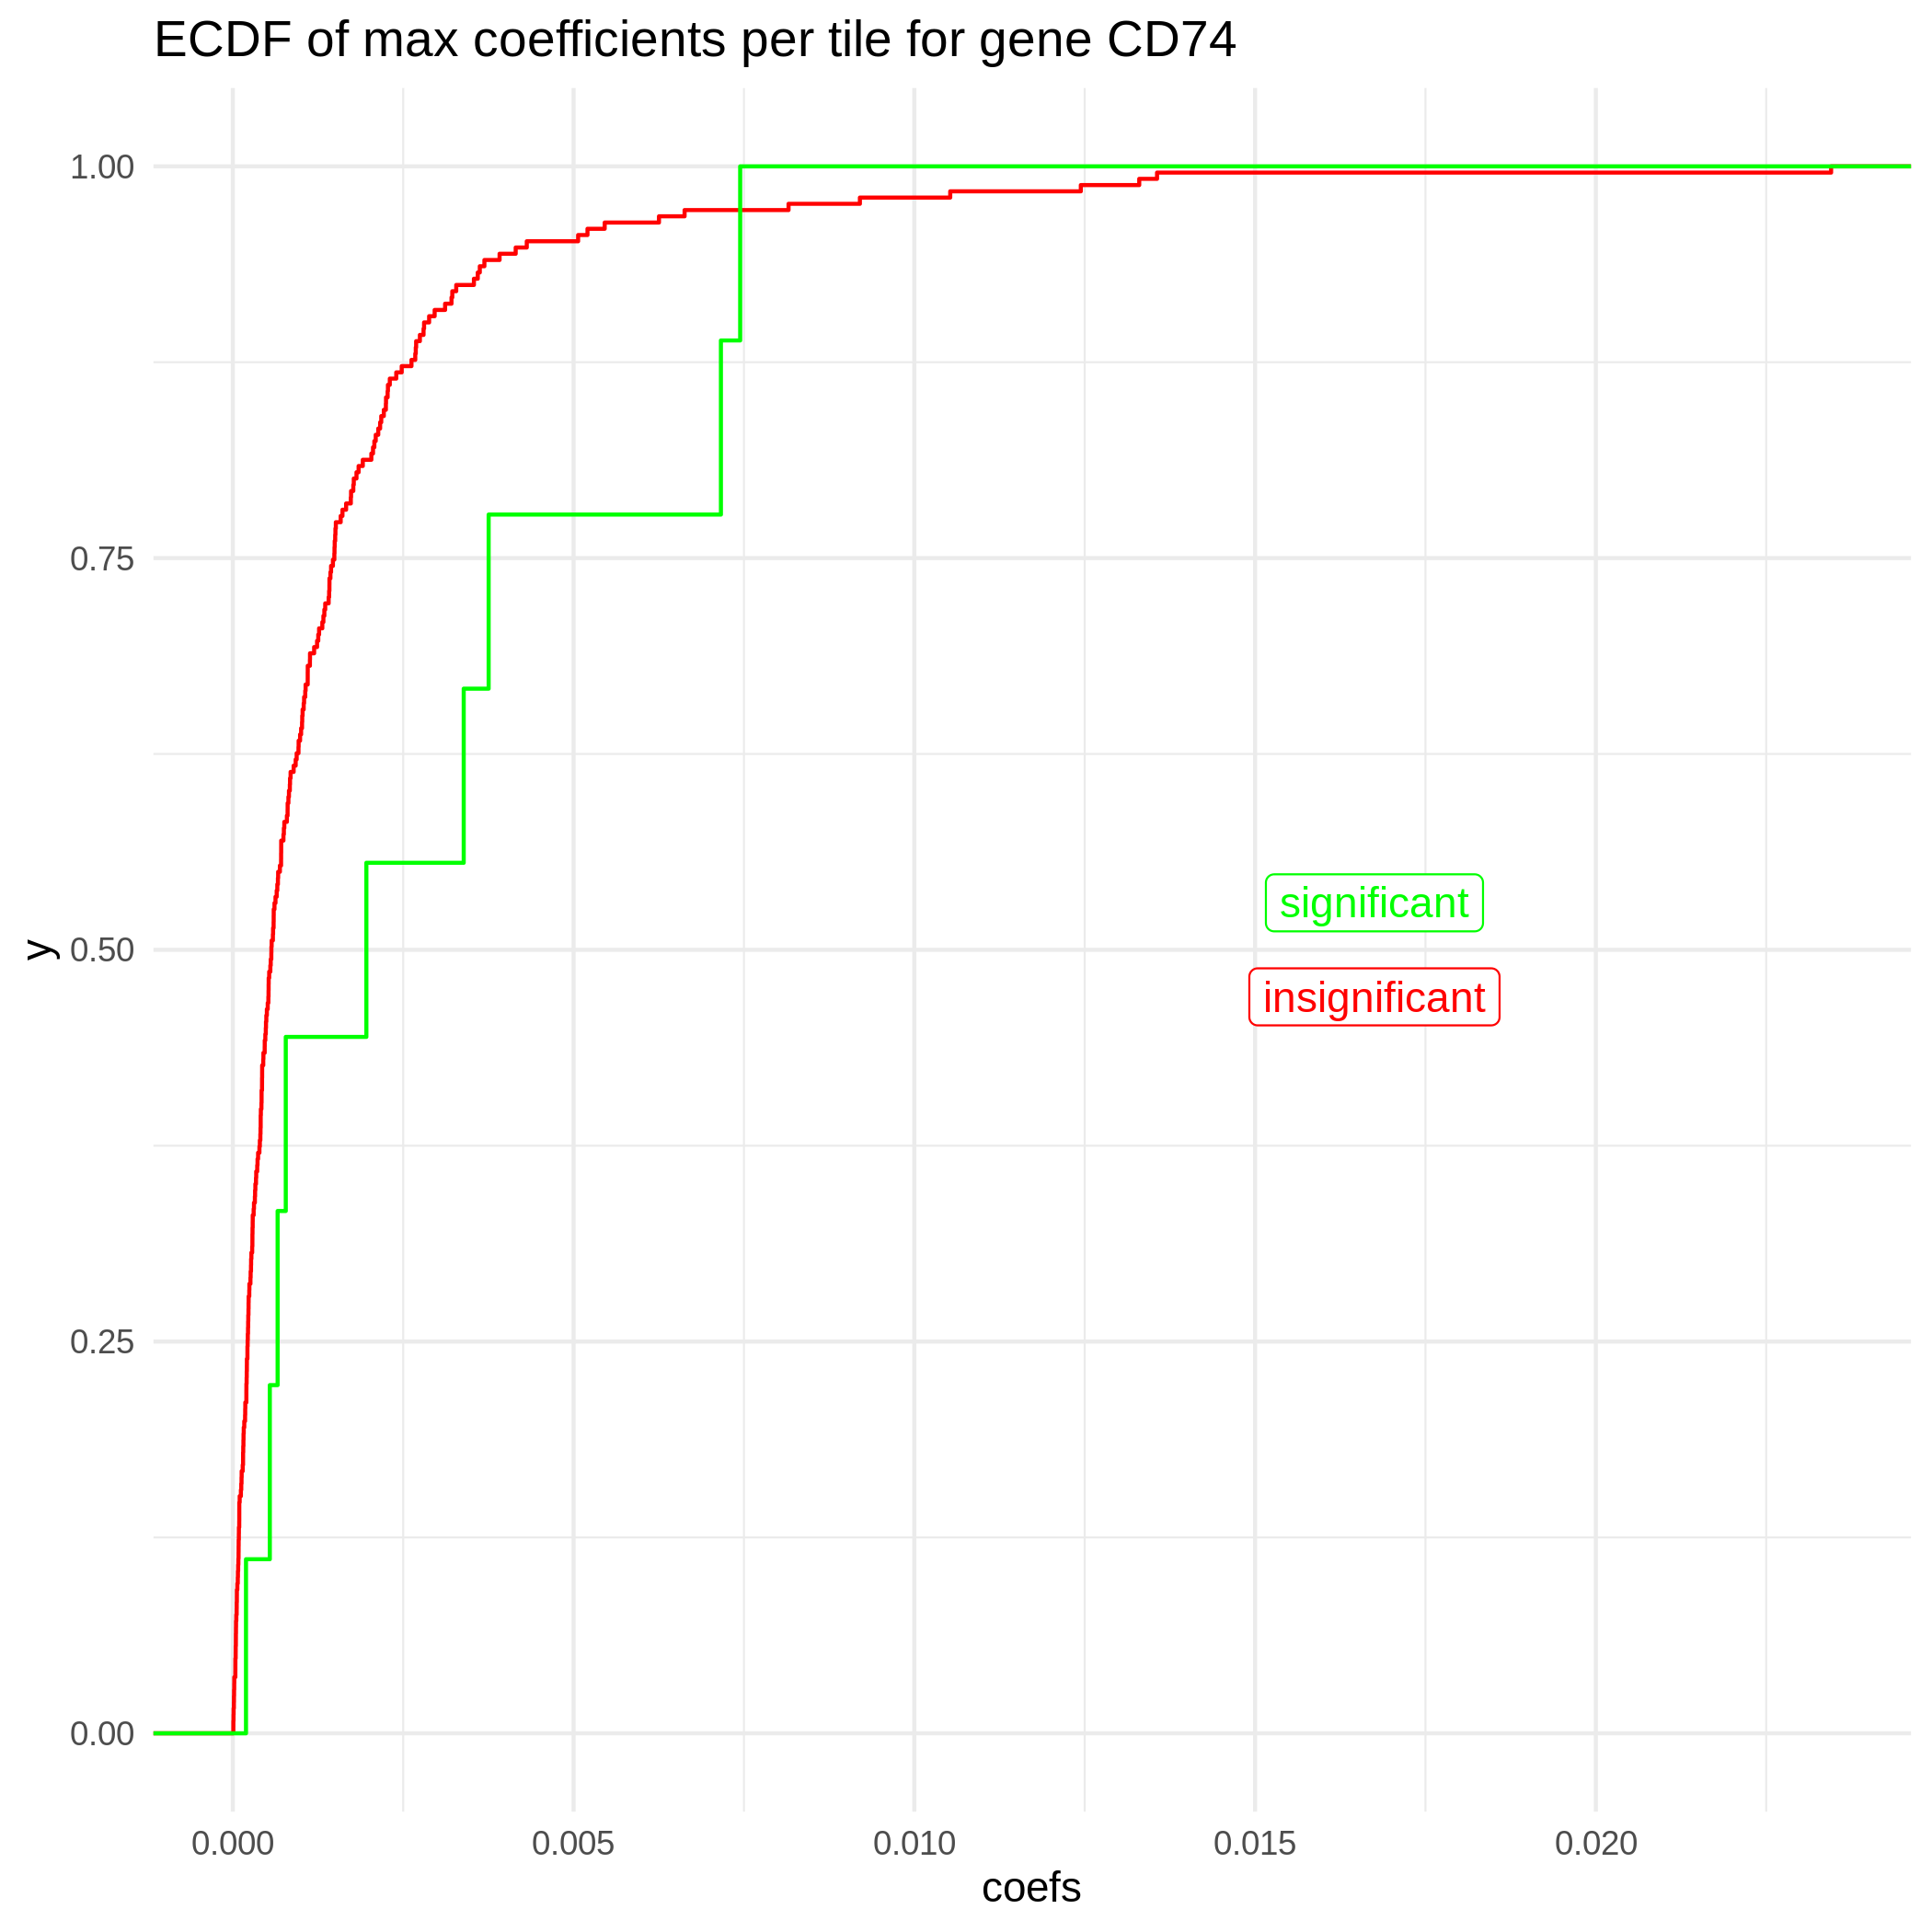 ECDF of max coefficients per tile for gene CD74
1.00
0.75
0.50
0.25
0.00
y
significant
insignificant
0.000 0.005 0.010 0.015 0.020
coefs